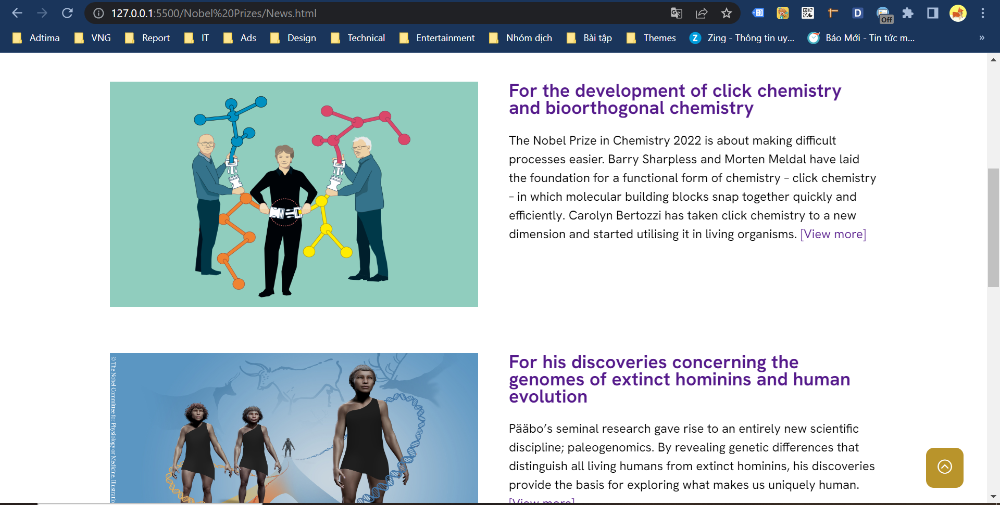 127.0.0.1:5500/Nobel%20Prizes/News.html
Off
Adtima VNG Report IT Ads Design Technical Entertainment Nhóm dịch Bài tập Themes Zing - Thông tin uy... Báo Mới - Tin tức m... »
For the development of click chemistry
and bioorthogonal chemistry
The Nobel Prize in Chemistry 2022 is about making difficult
processes easier. Barry Sharpless and Morten Meldal have laid
the foundation for a functional form of chemistry – click chemistry
– in which molecular building blocks snap together quickly and
efficiently. Carolyn Bertozzi has taken click chemistry to a new
dimension and started utilising it in living organisms. [View more]
© The Nobel Committee for Physiology or Medicine. Illustratio
For his discoveries concerning the
genomes of extinct hominins and human
evolution
Pääbo’s seminal research gave rise to an entirely new scientific
discipline; paleogenomics. By revealing genetic differences that
distinguish all living humans from extinct hominins, his discoveries
provide the basis for exploring what makes us uniquely human.
[View more]